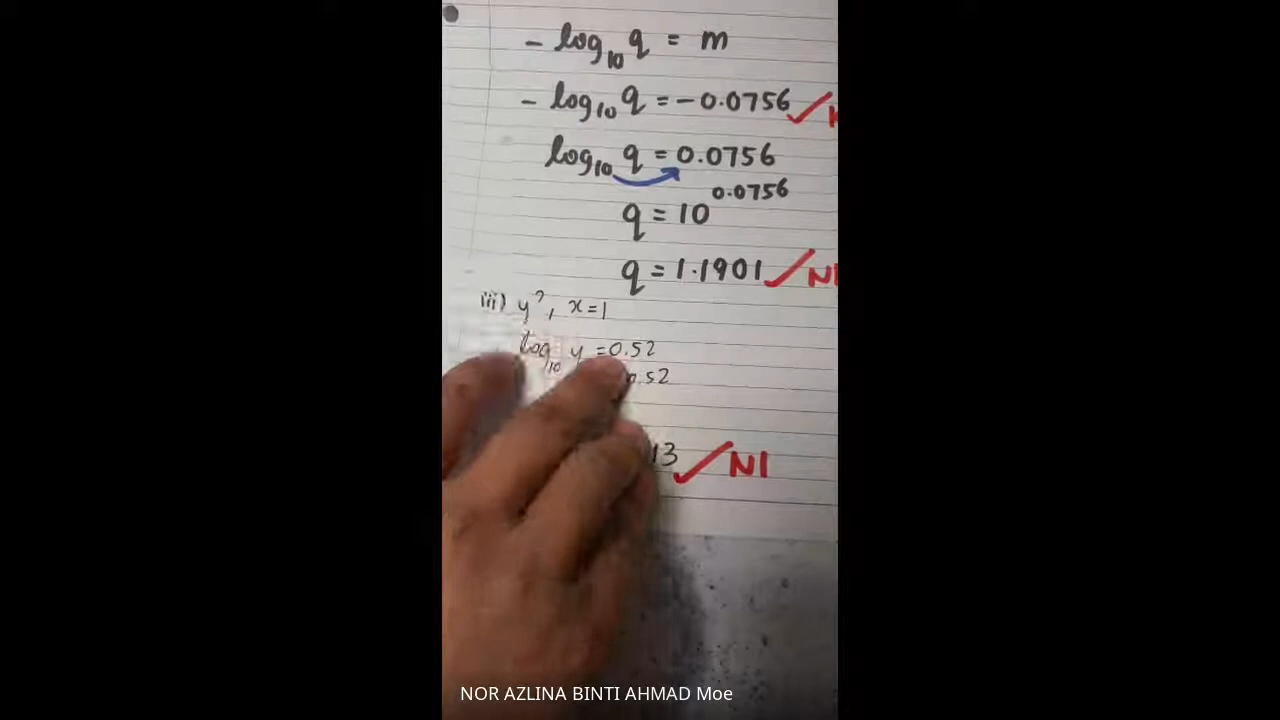 - log₁₀ q = m
- log₁₀ q = -0.0756 ✓
log₁₀ q = 0.0756
q = 10^0.0756
q = 1.1901 ✓ N1
iii) y?, x=1
log₁₀ y = 0.52
0.52
13 ✓ N1
NOR AZLINA BINTI AHMAD Moe